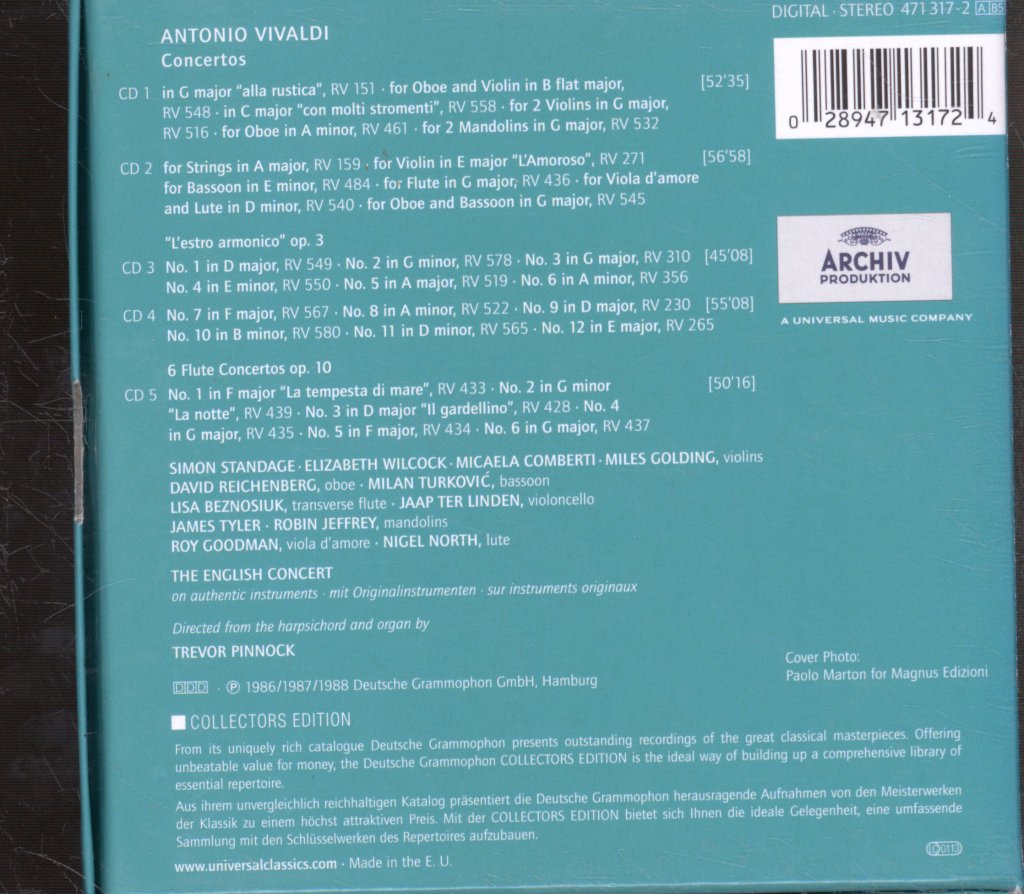 DIGITAL · STEREO 471 317-2 A B5
ANTONIO VIVALDI
Concertos
CD 1 in G major "alla rustica", RV 151 · for Oboe and Violin in B flat major, [52'35]
RV 548 · in C major "con molti stromenti", RV 558 · for 2 Violins in G major,
RV 516 · for Oboe in A minor, RV 461 · for 2 Mandolins in G major, RV 532
0 28947 13172 4
CD 2 for Strings in A major, RV 159 · for Violin in E major "L'Amoroso", RV 271 [56'58]
for Bassoon in E minor, RV 484 · for Flute in G major, RV 436 · for Viola d'amore
and Lute in D minor, RV 540 · for Oboe and Bassoon in G major, RV 545
"L'estro armonico" op. 3
CD 3 No. 1 in D major, RV 549 · No. 2 in G minor, RV 578 · No. 3 in G major, RV 310 [45'08]
No. 4 in E minor, RV 550 · No. 5 in A major, RV 519 · No. 6 in A minor, RV 356
CD 4 No. 7 in F major, RV 567 · No. 8 in A minor, RV 522 · No. 9 in D major, RV 230 [55'08]
No. 10 in B minor, RV 580 · No. 11 in D minor, RV 565 · No. 12 in E major, RV 265
ARCHIV
PRODUKTION
A UNIVERSAL MUSIC COMPANY
6 Flute Concertos op. 10
CD 5 No. 1 in F major "La tempesta di mare", RV 433 · No. 2 in G minor [50'16]
"La notte", RV 439 · No. 3 in D major "Il gardellino", RV 428 · No. 4
in G major, RV 435 · No. 5 in F major, RV 434 · No. 6 in G major, RV 437
SIMON STANDAGE · ELIZABETH WILCOCK · MICAELA COMBERTI · MILES GOLDING, violins
DAVID REICHENBERG, oboe · MILAN TURKOVIĆ, bassoon
LISA BEZNOSIUK, transverse flute · JAAP TER LINDEN, violoncello
JAMES TYLER · ROBIN JEFFREY, mandolins
ROY GOODMAN, viola d'amore · NIGEL NORTH, lute
THE ENGLISH CONCERT
on authentic instruments · mit Originalinstrumenten · sur instruments originaux
Directed from the harpsichord and organ by
TREVOR PINNOCK
Cover Photo:
Paolo Marton for Magnus Edizioni
DDD · ℗ 1986/1987/1988 Deutsche Grammophon GmbH, Hamburg
COLLECTORS EDITION
From its uniquely rich catalogue Deutsche Grammophon presents outstanding recordings of the great classical masterpieces. Offering
unbeatable value for money, the Deutsche Grammophon COLLECTORS EDITION is the ideal way of building up a comprehensive library of
essential repertoire.
Aus ihrem unvergleichlich reichhaltigen Katalog präsentiert die Deutsche Grammophon herausragende Aufnahmen von den Meisterwerken
der Klassik zu einem höchst attraktiven Preis. Mit der COLLECTORS EDITION bietet sich Ihnen die ideale Gelegenheit, eine umfassende
Sammlung mit den Schlüsselwerken des Repertoires aufzubauen.
www.universalclassics.com · Made in the E. U.
LC 0113